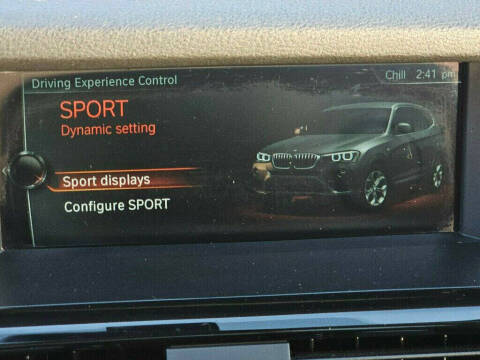 Driving Experience Control
Chill 2:41 pm
SPORT
Dynamic setting
Sport displays
Configure SPORT